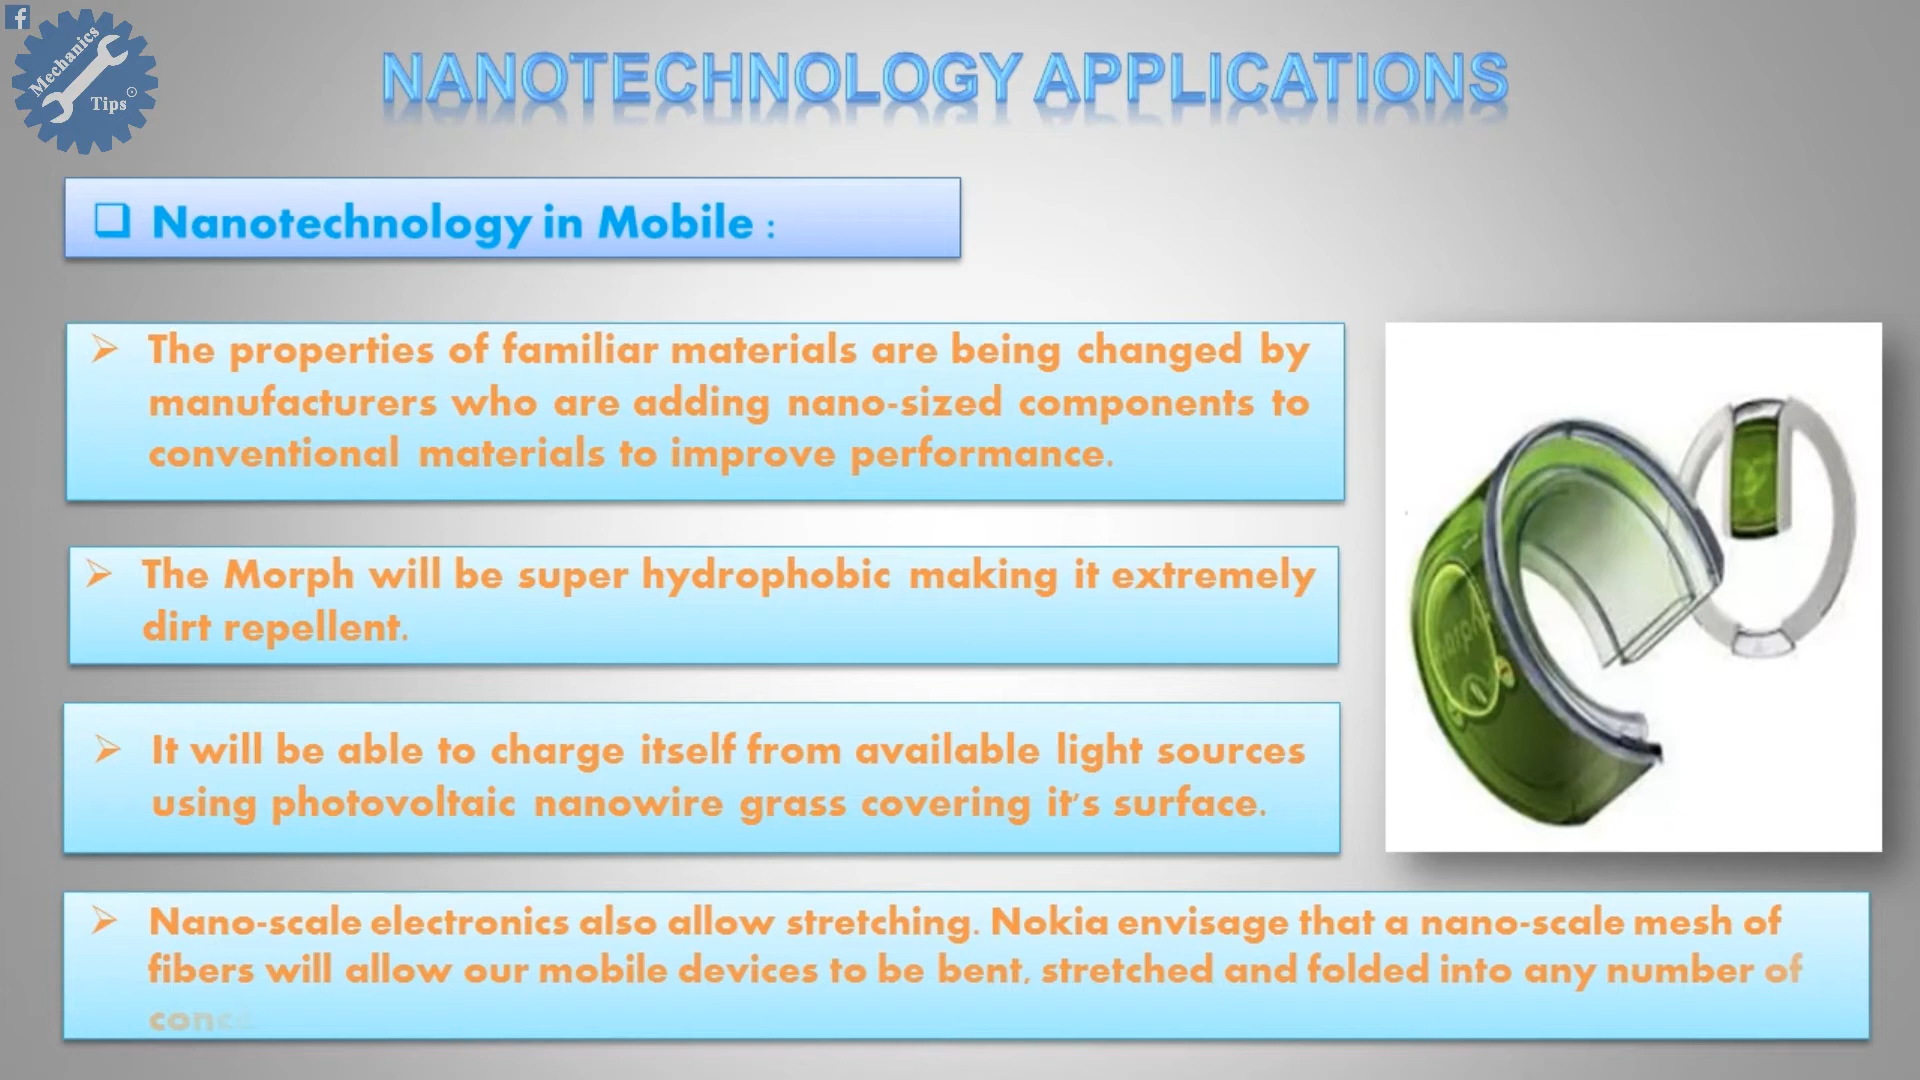 Mechanics
Tips
NANOTECHNOLOGY APPLICATIONS
Nanotechnology in Mobile :
The properties of familiar materials are being changed by
manufacturers who are adding nano-sized components to
conventional materials to improve performance.
The Morph will be super hydrophobic making it extremely
dirt repellent.
It will be able to charge itself from available light sources
using photovoltaic nanowire grass covering it's surface.
Nano-scale electronics also allow stretching. Nokia envisage that a nano-scale mesh of
fibers will allow our mobile devices to be bent, stretched and folded into any number of